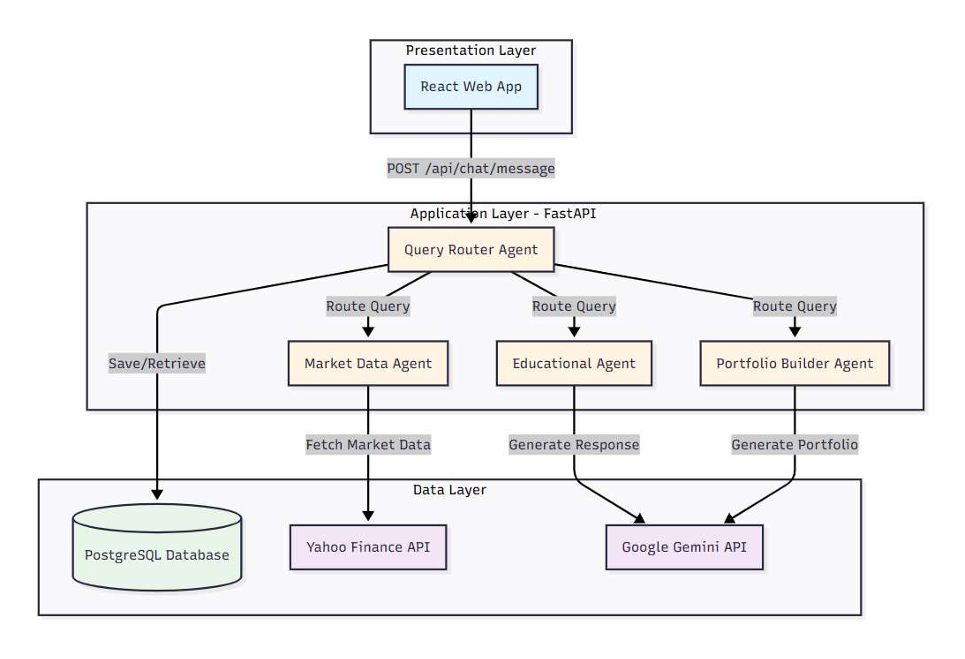 Presentation Layer
React Web App
POST /api/chat/message
Application Layer - FastAPI
Query Router Agent
Route Query
Route Query
Route Query
Save/Retrieve
Market Data Agent
Educational Agent
Portfolio Builder Agent
Fetch Market Data
Generate Response
Generate Portfolio
Data Layer
PostgreSQL Database
Yahoo Finance API
Google Gemini API